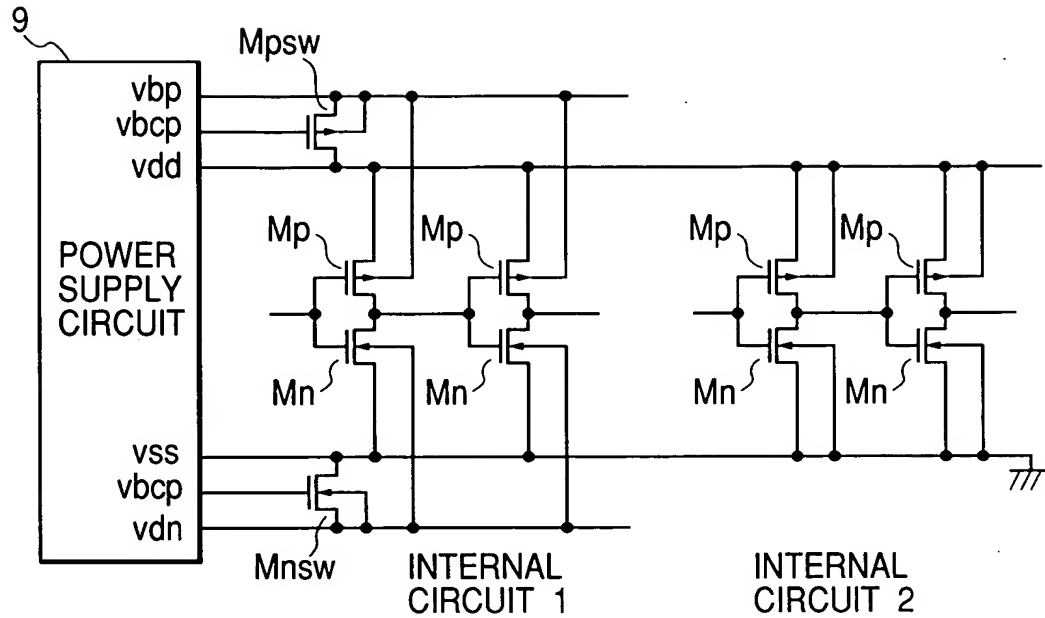 9
Mpsw
vbp
vbcp
vdd
POWER
SUPPLY
CIRCUIT
Mp
Mp
Mp
Mp
Mn
Mn
Mn
Mn
vss
vbcp
vdn
Mnsw
INTERNAL
CIRCUIT 1
INTERNAL
CIRCUIT 2